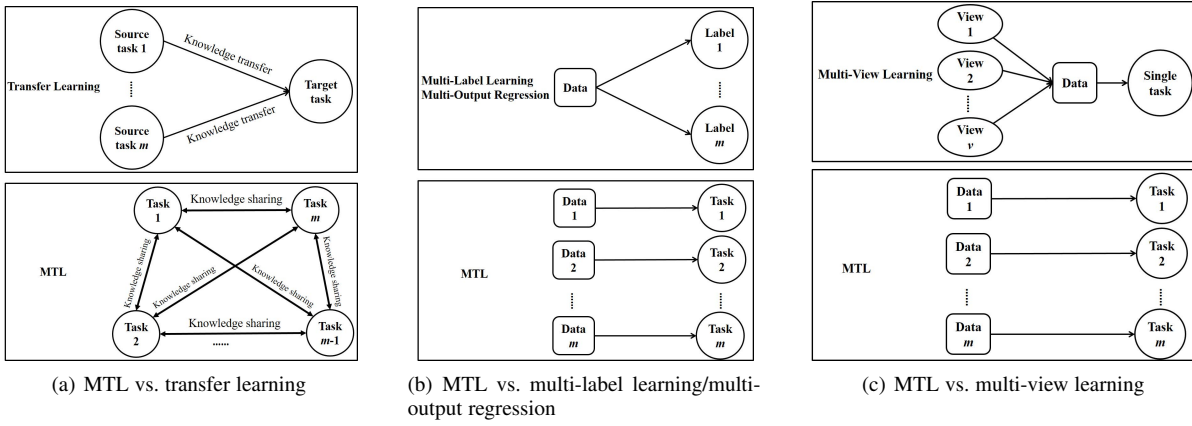 Source
task 1
Knowledge transfer
Transfer Learning
Target
task
Knowledge transfer
Source
task m
Task
1
Knowledge sharing
Task
m
Knowledge sharing
Knowledge sharing
Knowledge sharing
Knowledge sharing
MTL
Task
2
Knowledge sharing
......
Task
m-1
(a) MTL vs. transfer learning
Label
1
Multi-Label Learning
Multi-Output Regression
Data
Label
m
Data
1
Task
1
MTL
Data
2
Task
2
Data
m
Task
m
(b) MTL vs. multi-label learning/multi-
output regression
View
1
Multi-View Learning
View
2
Data
Single
task
View
v
Data
1
Task
1
MTL
Data
2
Task
2
Data
m
Task
m
(c) MTL vs. multi-view learning